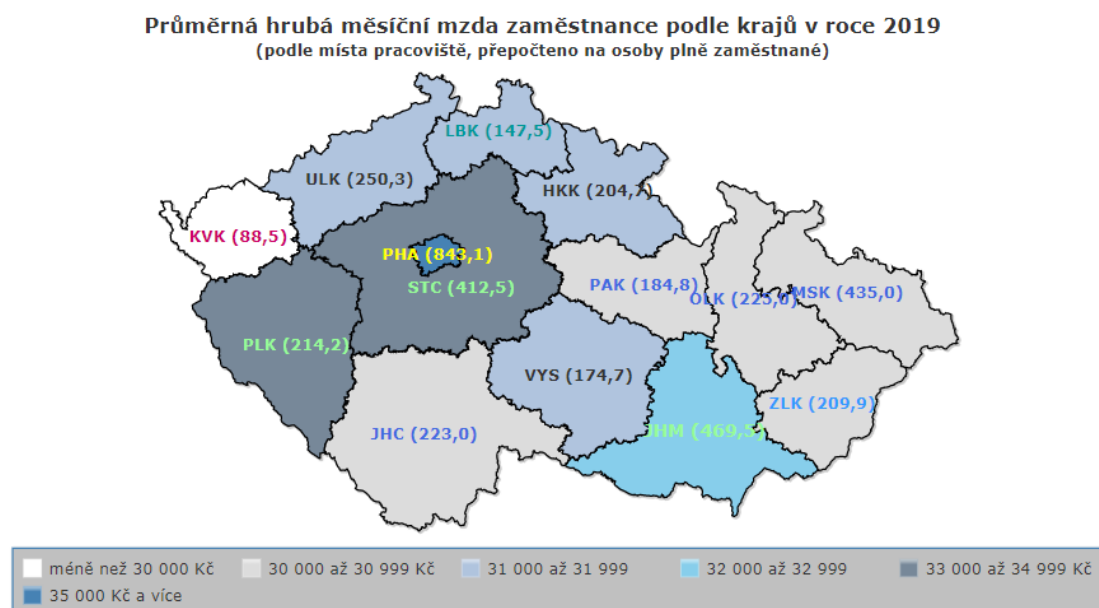 Průměrná hrubá měsíční mzda zaměstnance podle krajů v roce 2019
(podle místa pracoviště, přepočteno na osoby plně zaměstnané)
LBK (147,5)
ULK (250,3)
HKK (204,7)
KVK (88,5)
PHA (843,1)
STC (412,5)
PAK (184,8)
OLK (225,0)
MSK (435,0)
PLK (214,2)
VYS (174,7)
ZLK (209,9)
JHC (223,0)
JHM (469,5)
méně než 30 000 Kč
30 000 až 30 999 Kč
31 000 až 31 999
32 000 až 32 999
33 000 až 34 999 Kč
35 000 Kč a více